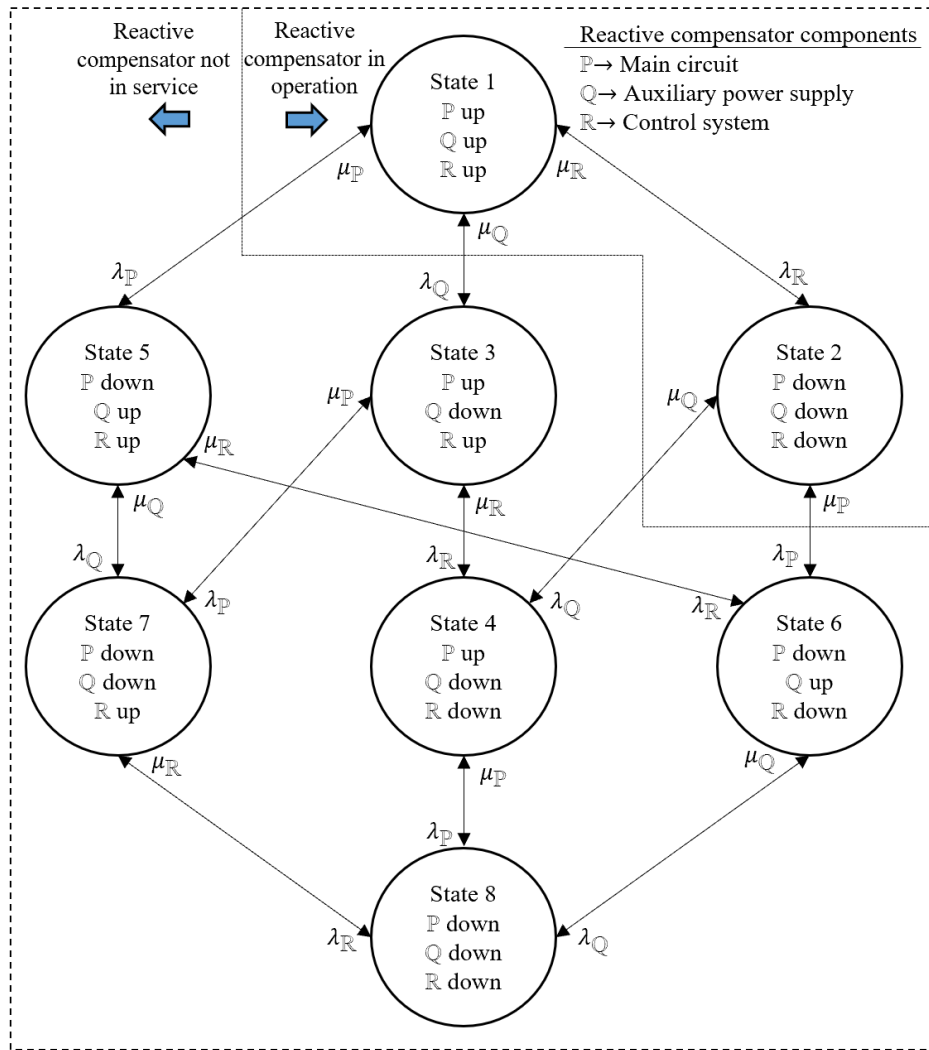 Reactive compensator not in service
Reactive compensator in operation
Reactive compensator components
ℙ→ Main circuit
ℚ→ Auxiliary power supply
ℝ→ Control system
State 1
ℙ up
ℚ up
ℝ up
μℙ
μℝ
μℚ
λℙ
λℚ
λℝ
State 5
ℙ down
ℚ up
ℝ up
State 3
ℙ up
ℚ down
ℝ up
State 2
ℙ down
ℚ down
ℝ down
μℙ
μℚ
μℝ
μℚ
μℝ
μℙ
λℚ
λℙ
λℝ
λℚ
λℝ
λℙ
State 7
ℙ down
ℚ down
ℝ up
State 4
ℙ up
ℚ down
ℝ down
State 6
ℙ down
ℚ up
ℝ down
μℝ
μℙ
μℚ
λℝ
λℙ
λℚ
State 8
ℙ down
ℚ down
ℝ down